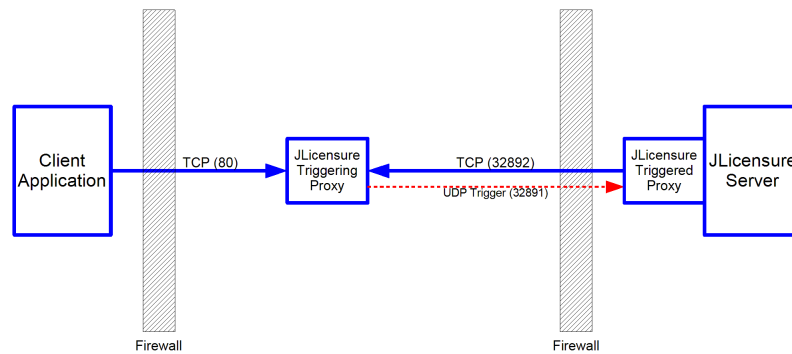 Client
Application
TCP (80)
JLicensure
Triggering
Proxy
TCP (32892)
UDP Trigger (32891)
JLicensure
Triggered
Proxy
JLicensure
Server
Firewall
Firewall